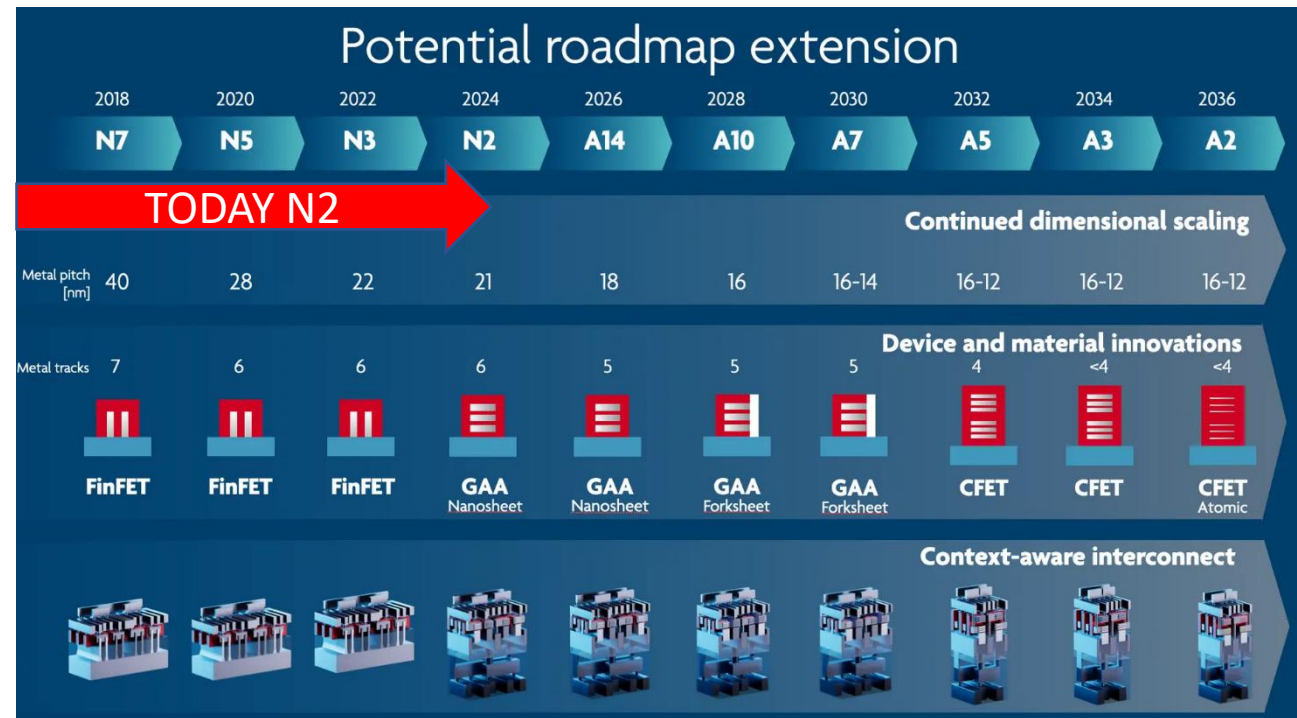 Potential roadmap extension
2018 2020 2022 2024 2026 2028 2030 2032 2034 2036
N7 N5 N3 N2 A14 A10 A7 A5 A3 A2
TODAY N2
Continued dimensional scaling
Metal pitch
[nm] 40 28 22 21 18 16 16-14 16-12 16-12 16-12
Device and material innovations
Metal tracks 7 6 6 6 5 5 5 4 <4 <4
FinFET FinFET FinFET GAA GAA GAA GAA CFET CFET CFET
Nanosheet Nanosheet Forksheet Forksheet Atomic
Context-aware interconnect